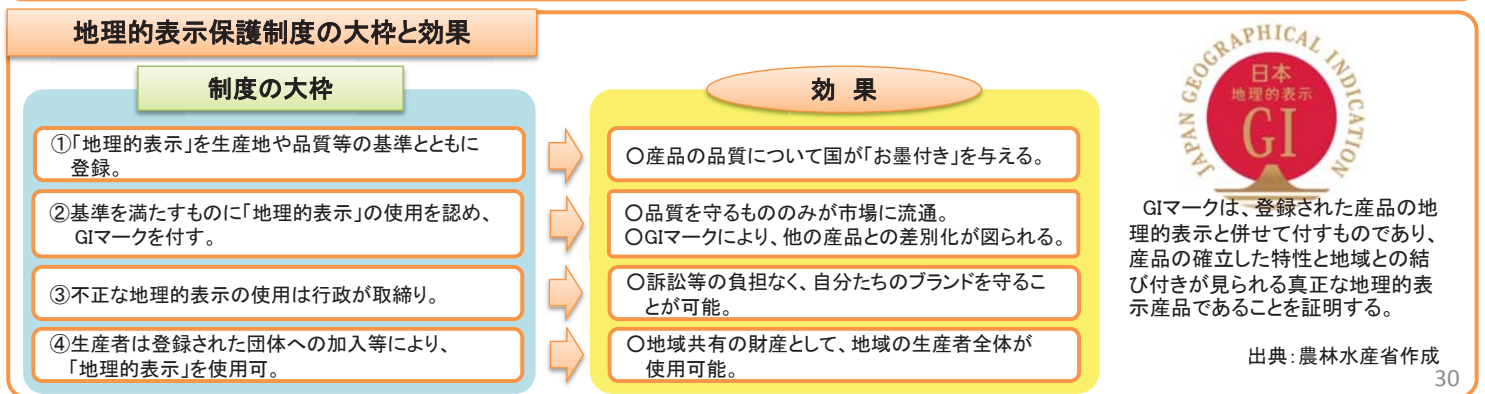 地理的表示保護制度の大枠と効果
制度の大枠
①「地理的表示」を生産地や品質等の基準とともに
登録。
②基準を満たすものに「地理的表示」の使用を認め、
GIマークを付す。
③不正な地理的表示の使用は行政が取締り。
④生産者は登録された団体への加入等により、
「地理的表示」を使用可。
効 果
○産品の品質について国が「お墨付き」を与える。
○品質を守るもののみが市場に流通。
○GIマークにより、他の産品との差別化が図られる。
○訴訟等の負担なく、自分たちのブランドを守るこ
とが可能。
○地域共有の財産として、地域の生産者全体が
使用可能。
JAPAN GEOGRAPHICAL INDICATION
日本
地理的表示
GI
GIマークは、登録された産品の地
理的表示と併せて付すものであり、
産品の確立した特性と地域との結
び付きが見られる真正な地理的表
示産品であることを証明する。
出典：農林水産省作成
30